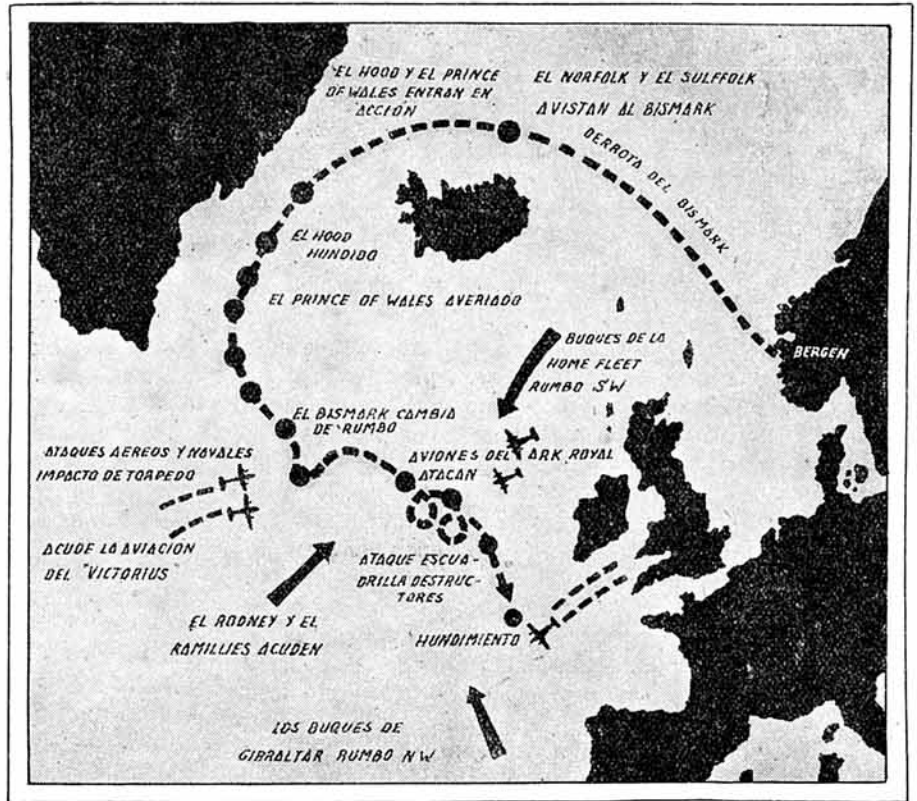 EL HOOD Y EL PRINCE
OF WALES ENTRAN EN
ACCIÓN
EL NORFOLK Y EL SULFFOLK
AVISTAN AL BISMARK
DERROTA DEL BISMARK
EL HOOD
HUNDIDO
EL PRINCE OF WALES AVERIADO
BUQUES DE LA
HOME FLEET
RUMBO SW
BERGEN
EL BISMARK CAMBIA
DE RUMBO
ATAQUES AEREOS Y NAVALES
IMPACTO DE TORPEDO
AVIONES DEL ARK ROYAL
ATACAN
ACUDE LA AVIACION
DEL "VICTORIUS"
ATAQUE ESCUA-
DRILLA DESTRUC-
TORES
EL RODNEY Y EL
RAMILLIES ACUDEN
HUNDIMIENTO
LOS BUQUES DE
GIBRALTAR RUMBO NW